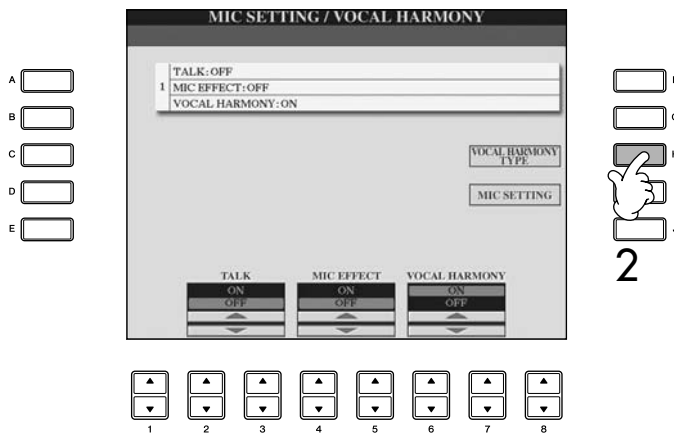 MIC SETTING / VOCAL HARMONY
TALK: OFF
1 MIC EFFECT: OFF
VOCAL HARMONY: ON
A
B
C
D
E
VOCAL HARMONY
TYPE
MIC SETTING
2
TALK
MIC EFFECT
VOCAL HARMONY
ON
OFF
ON
OFF
ON
OFF
1 2 3 4 5 6 7 8